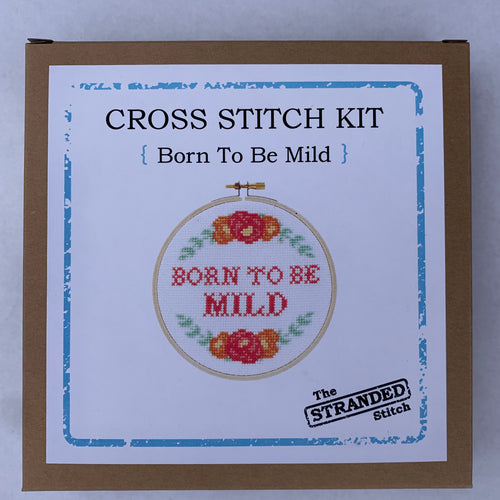 CROSS STITCH KIT
{ Born To Be Mild }
BORN TO BE
MILD
The
STRANDED
Stitch